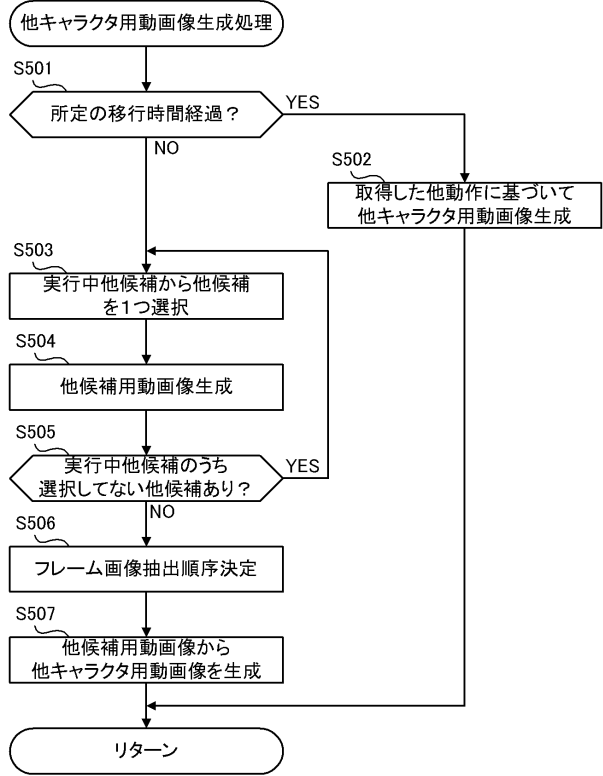 他キャラクタ用動画像生成処理
S501
所定の移行時間経過？
YES
NO
S502
取得した他動作に基づいて
他キャラクタ用動画像生成
S503
実行中他候補から他候補
を１つ選択
S504
他候補用動画像生成
S505
実行中他候補のうち
選択してない他候補あり？
YES
NO
S506
フレーム画像抽出順序決定
S507
他候補用動画像から
他キャラクタ用動画像を生成
リターン